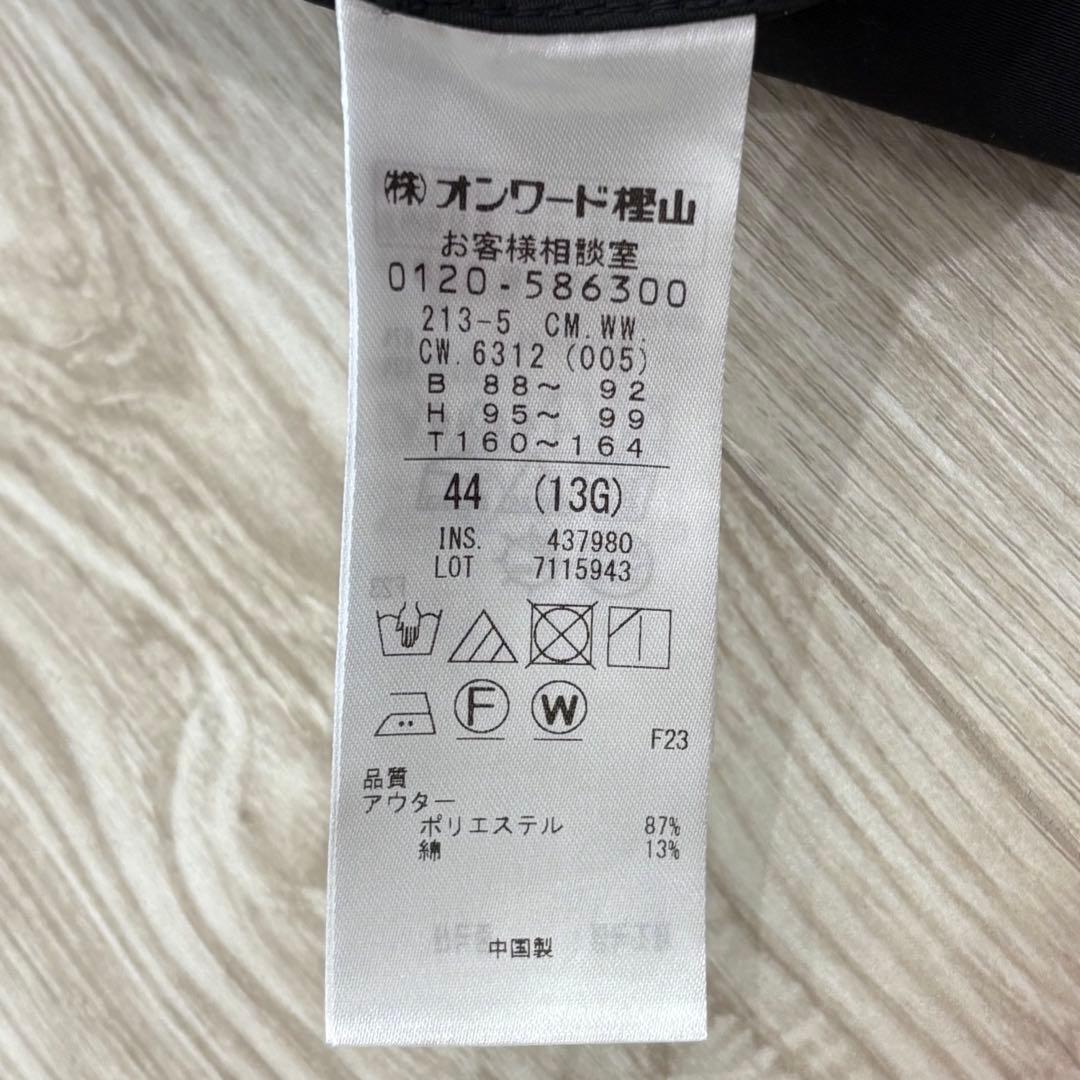 ㈱オンワード樫山
お客様相談室
0120-586300
213-5 CM.WW.
CW.6312 (005)
B 88〜 92
H 95〜 99
T160〜164
44 (13G)
INS. 437980
LOT 7115943
F
W
F23
品質
アウター
ポリエステル 87%
綿 13%
中国製